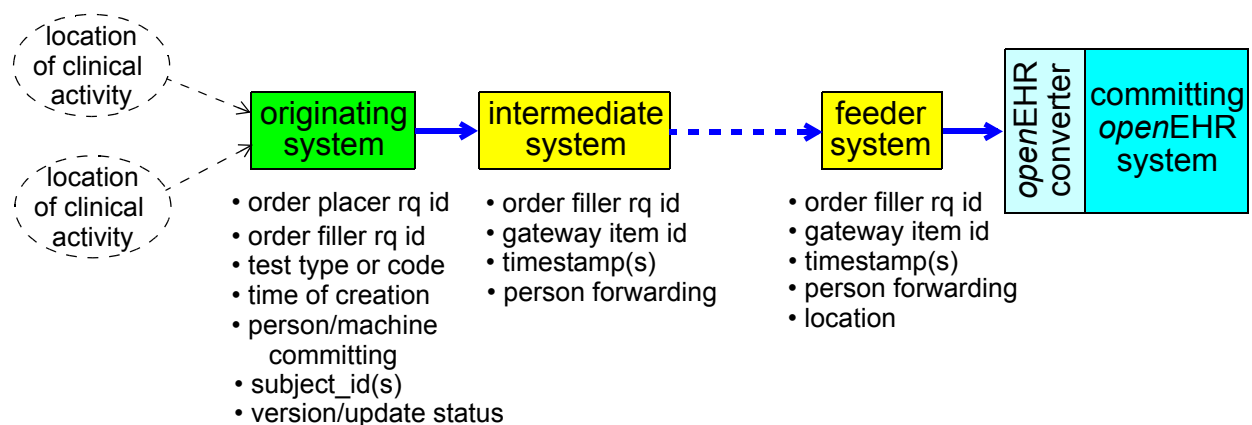 location
of clinical
activity
location
of clinical
activity
originating
system
• order placer rq id
• order filler rq id
• test type or code
• time of creation
• person/machine
committing
• subject_id(s)
• version/update status
intermediate
system
• order filler rq id
• gateway item id
• timestamp(s)
• person forwarding
feeder
system
• order filler rq id
• gateway item id
• timestamp(s)
• person forwarding
• location
openEHR
converter
committing
openEHR
system